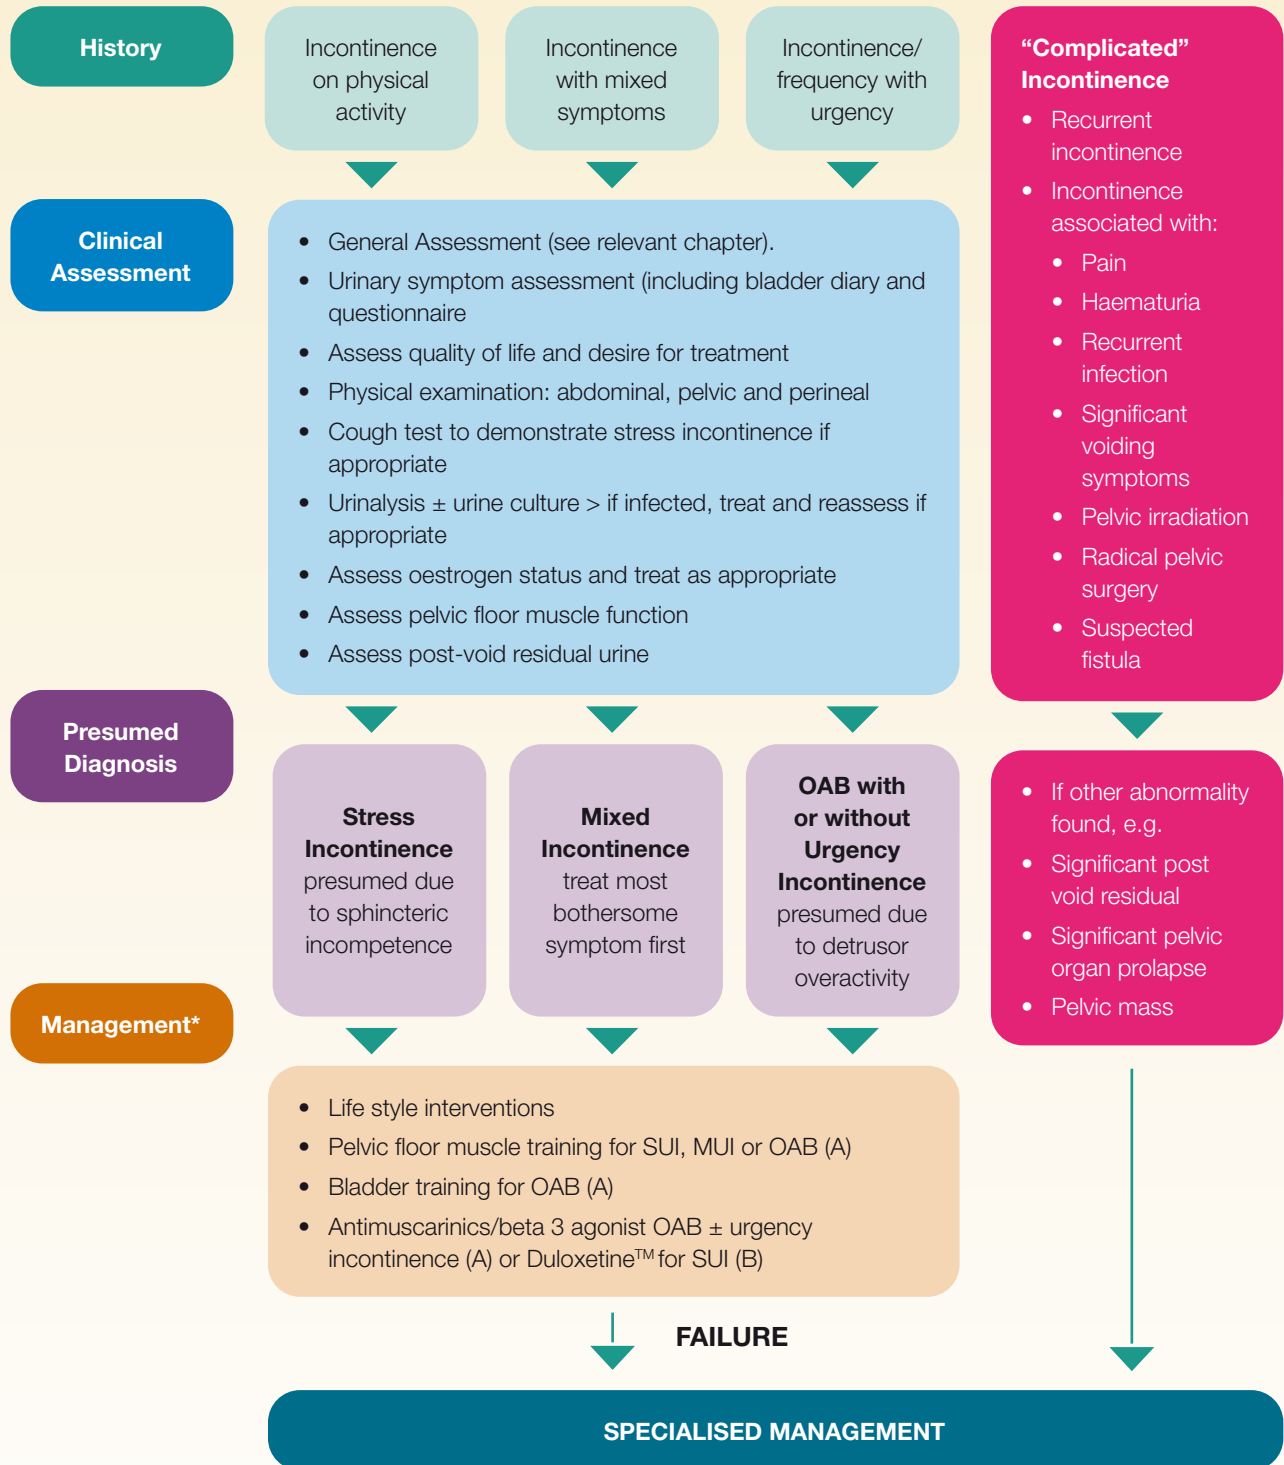 History
Incontinence
on physical
activity
Incontinence
with mixed
symptoms
Incontinence/
frequency with
urgency
“Complicated”
Incontinence
• Recurrent
incontinence
• Incontinence
associated with:
• Pain
• Haematuria
• Recurrent
infection
• Significant
voiding
symptoms
• Pelvic irradiation
• Radical pelvic
surgery
• Suspected
fistula
Clinical
Assessment
• General Assessment (see relevant chapter).
• Urinary symptom assessment (including bladder diary and
questionnaire
• Assess quality of life and desire for treatment
• Physical examination: abdominal, pelvic and perineal
• Cough test to demonstrate stress incontinence if
appropriate
• Urinalysis ± urine culture > if infected, treat and reassess if
appropriate
• Assess oestrogen status and treat as appropriate
• Assess pelvic floor muscle function
• Assess post-void residual urine
Presumed
Diagnosis
Stress
Incontinence
presumed due
to sphincteric
incompetence
Mixed
Incontinence
treat most
bothersome
symptom first
OAB with
or without
Urgency
Incontinence
presumed due
to detrusor
overactivity
• If other abnormality
found, e.g.
• Significant post
void residual
• Significant pelvic
organ prolapse
• Pelvic mass
Management*
• Life style interventions
• Pelvic floor muscle training for SUI, MUI or OAB (A)
• Bladder training for OAB (A)
• Antimuscarinics/beta 3 agonist OAB ± urgency
incontinence (A) or Duloxetine™ for SUI (B)
FAILURE
SPECIALISED MANAGEMENT